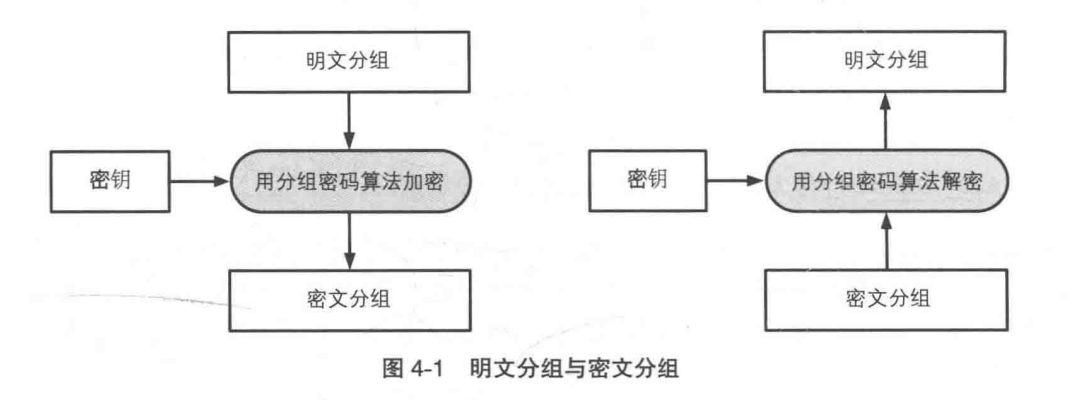 明文分组 明文分组
密钥 用分组密码算法加密 密钥 用分组密码算法解密
密文分组 密文分组
图 4-1 明文分组与密文分组